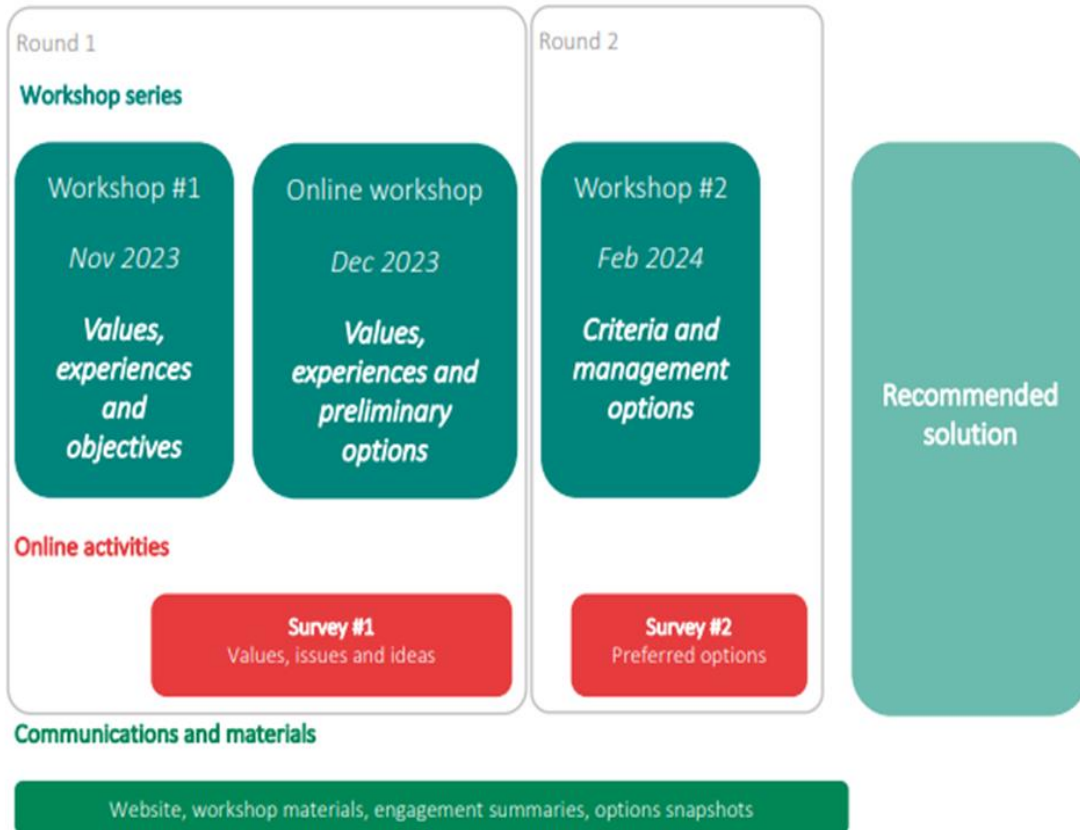 Round 1
Workshop series
Workshop #1
Nov 2023
Values,
experiences
and
objectives
Online workshop
Dec 2023
Values,
experiences and
preliminary
options
Round 2
Workshop #2
Feb 2024
Criteria and
management
options
Recommended
solution
Online activities
Survey #1
Values, issues and ideas
Survey #2
Preferred options
Communications and materials
Website, workshop materials, engagement summaries, options snapshots